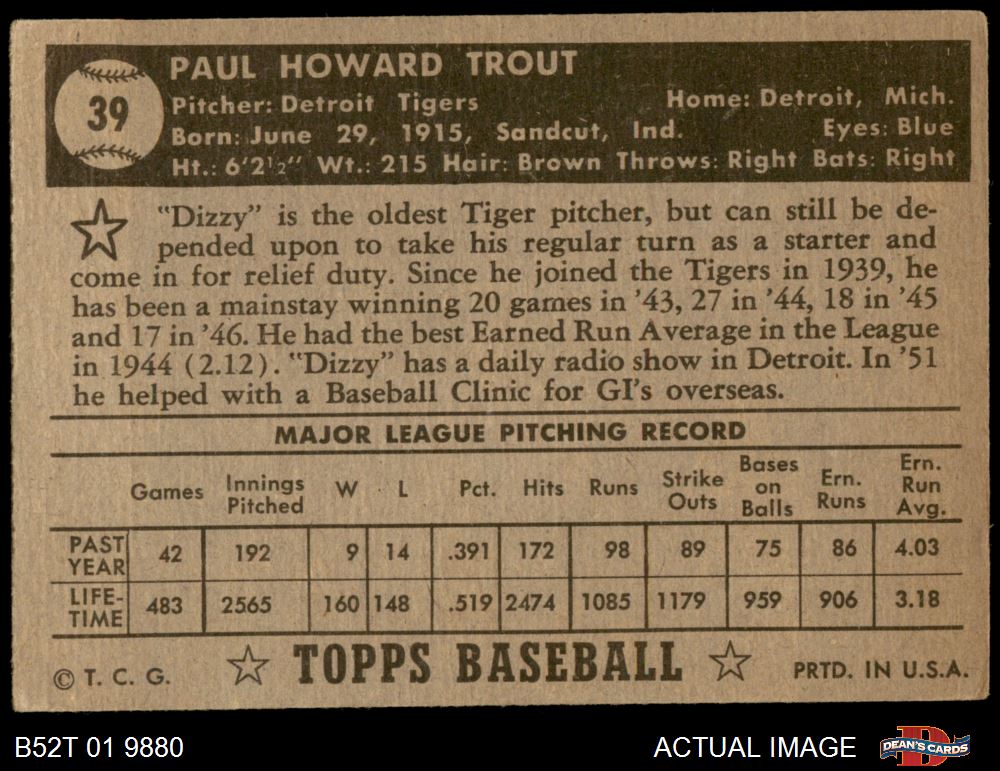 39
PAUL HOWARD TROUT
Pitcher: Detroit Tigers Home: Detroit, Mich.
Born: June 29, 1915, Sandcut, Ind. Eyes: Blue
Ht.: 6'2½" Wt.: 215 Hair: Brown Throws: Right Bats: Right
"Dizzy" is the oldest Tiger pitcher, but can still be de-
pended upon to take his regular turn as a starter and
come in for relief duty. Since he joined the Tigers in 1939, he
has been a mainstay winning 20 games in '43, 27 in '44, 18 in '45
and 17 in '46. He had the best Earned Run Average in the League
in 1944 (2.12). "Dizzy" has a daily radio show in Detroit. In '51
he helped with a Baseball Clinic for GI's overseas.
MAJOR LEAGUE PITCHING RECORD
Games Innings Pitched W L Pct. Hits Runs Strike Outs Bases on Balls Ern. Runs Ern. Run Avg.
PAST YEAR 42 192 9 14 .391 172 98 89 75 86 4.03
LIFE-TIME 483 2565 160 148 .519 2474 1085 1179 959 906 3.18
© T. C. G. TOPPS BASEBALL PRTD. IN U.S.A.
B52T 01 9880 ACTUAL IMAGE DEAN'S CARDS